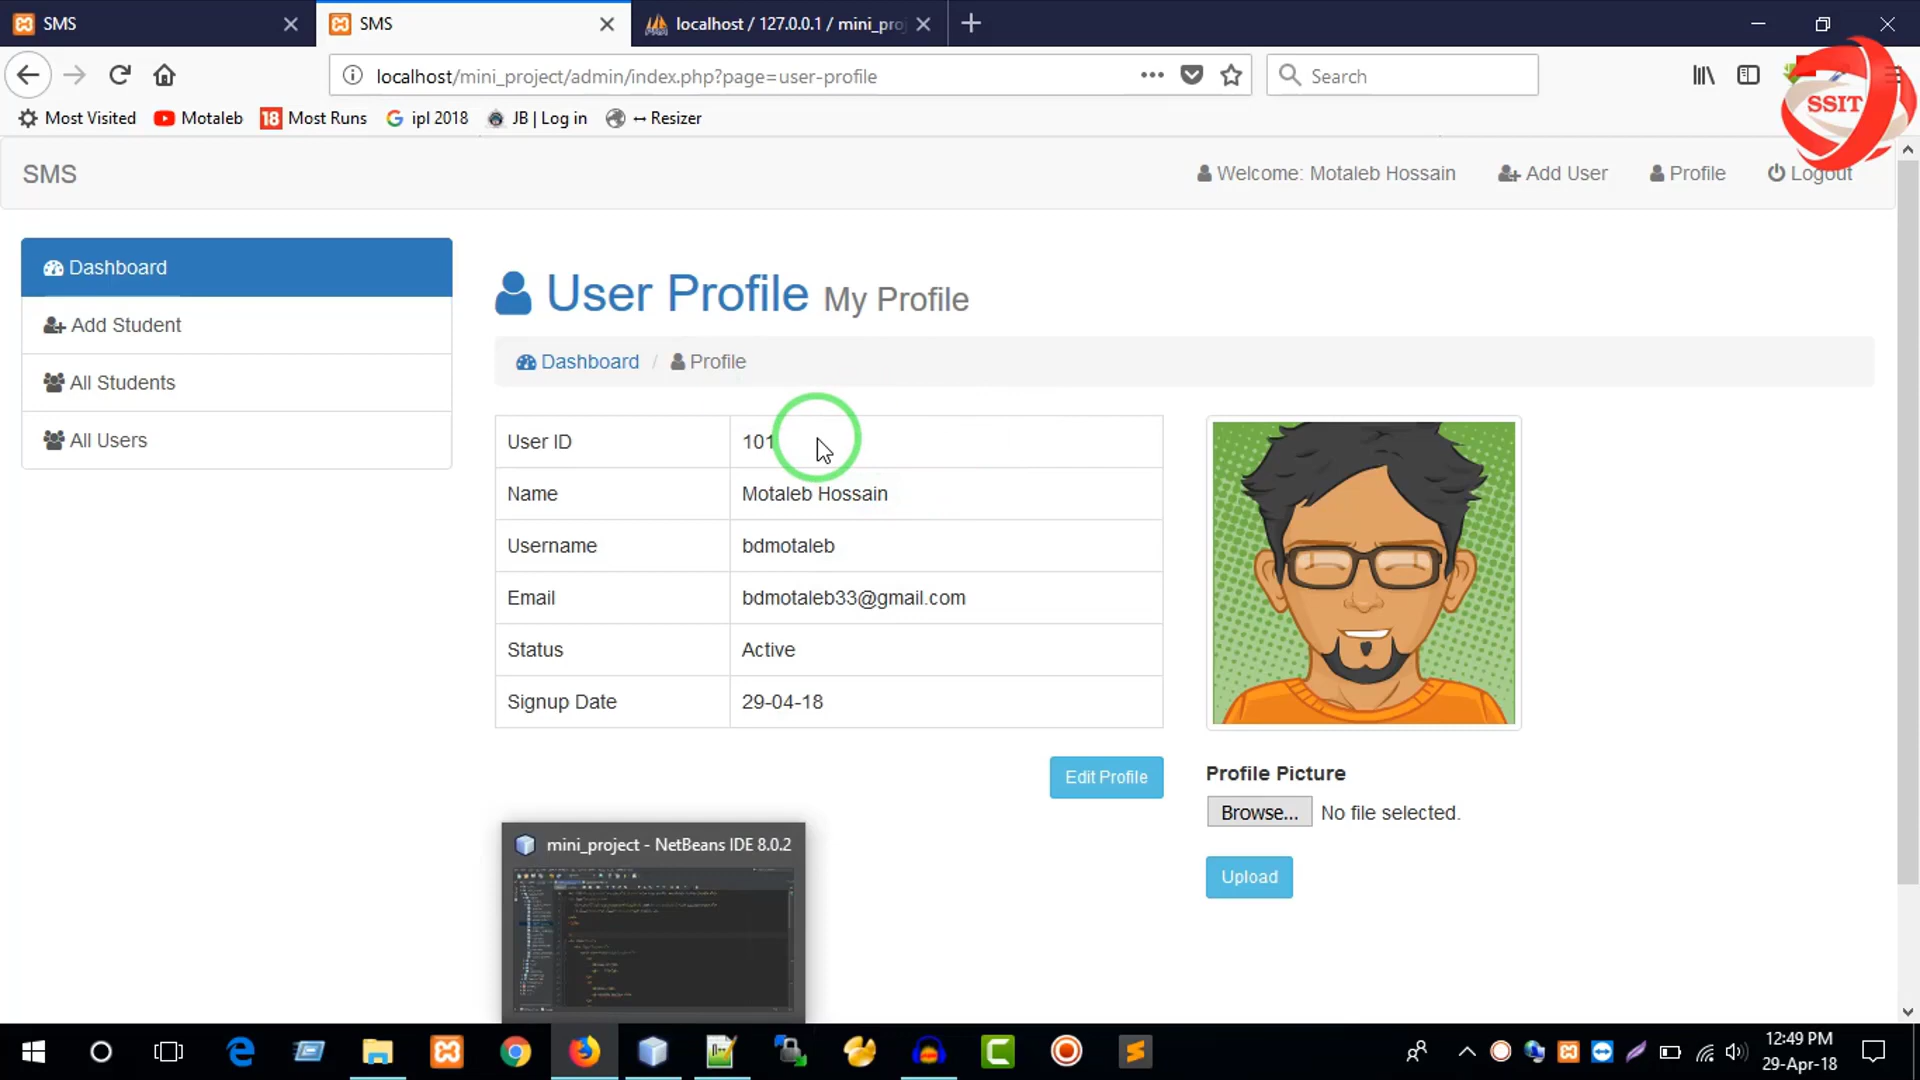 SMS
SMS
localhost / 127.0.0.1 / mini_pro
localhost/mini_project/admin/index.php?page=user-profile
Search
Most Visited
Motaleb
18 Most Runs
ipl 2018
JB | Log in
Resizer
SSIT
SMS
Welcome: Motaleb Hossain
Add User
Profile
Logout
Dashboard
Add Student
All Students
All Users
User Profile My Profile
Dashboard / Profile
User ID 101
Name Motaleb Hossain
Username bdmotaleb
Email bdmotaleb33@gmail.com
Status Active
Signup Date 29-04-18
Edit Profile
Profile Picture
Browse... No file selected.
Upload
mini_project - NetBeans IDE 8.0.2
12:49 PM
29-Apr-18